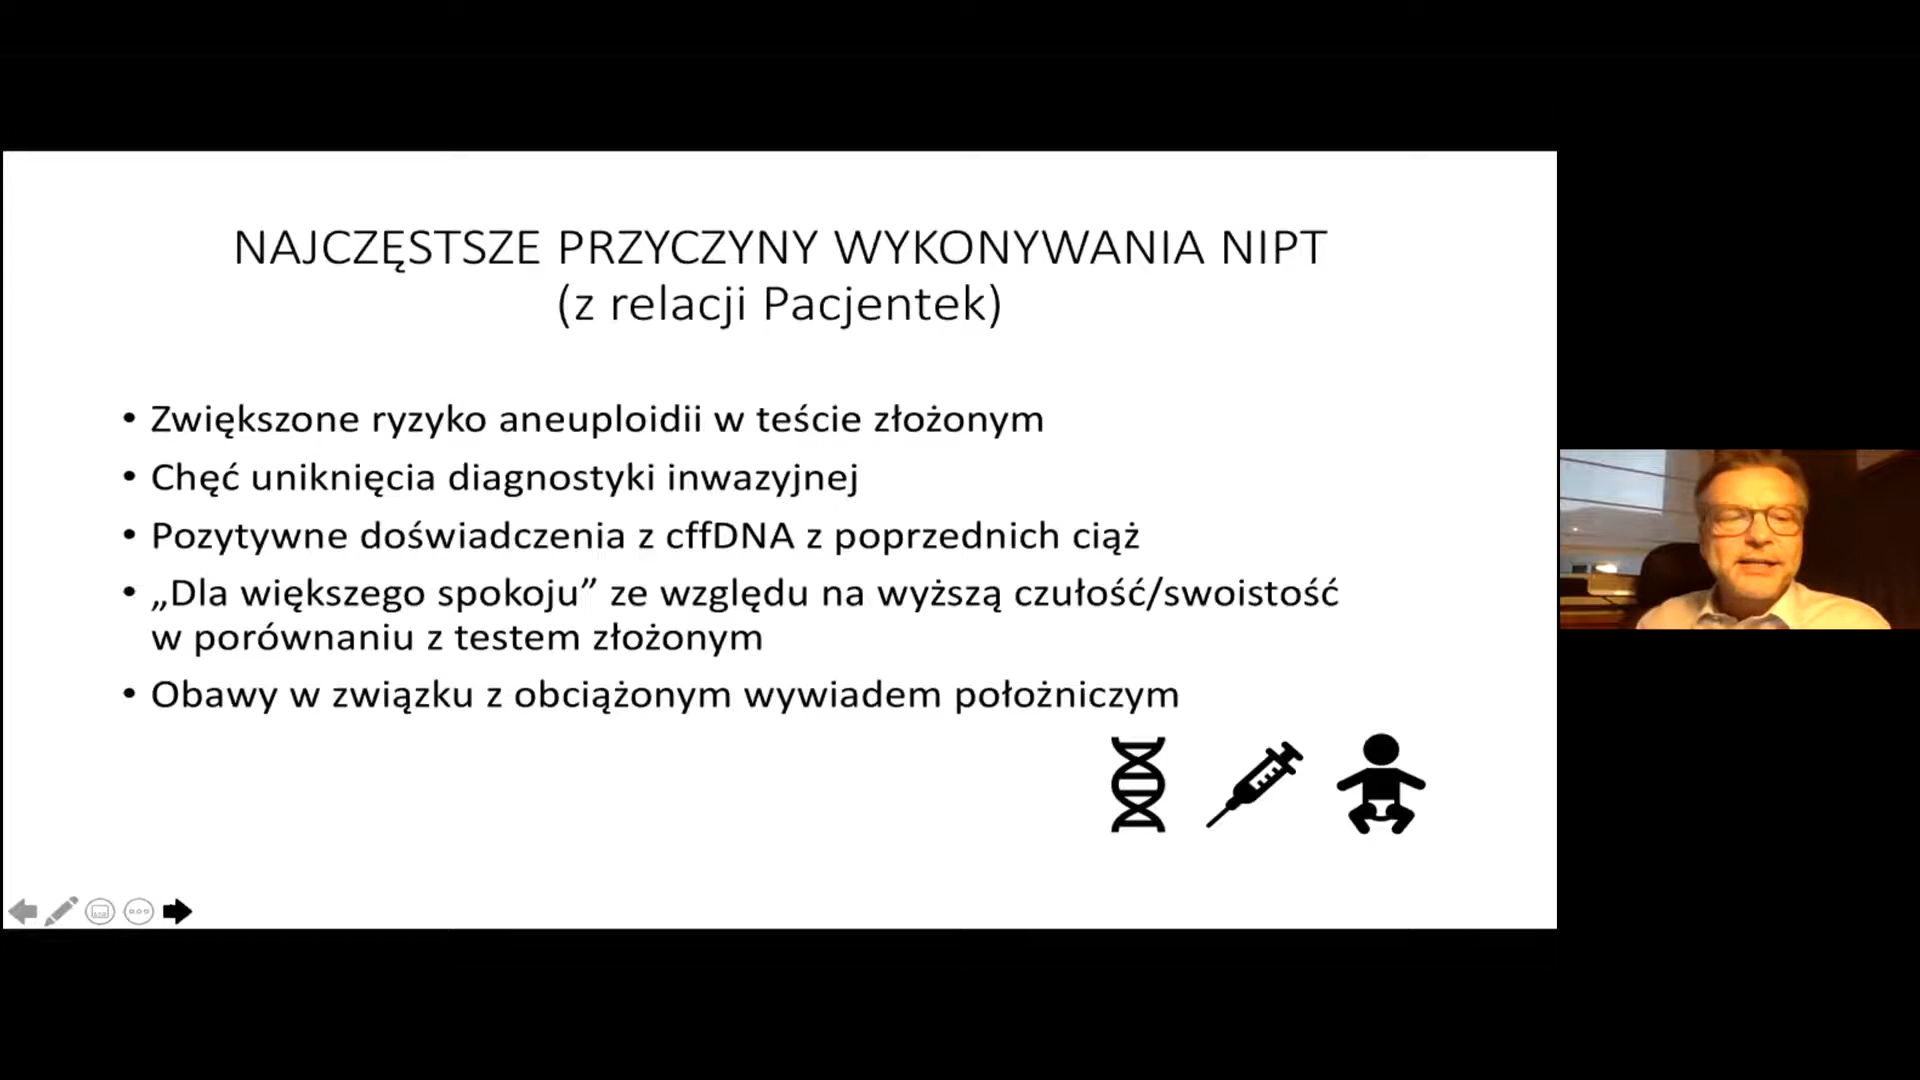 NAJCZĘSTSZE PRZYCZYNY WYKONYWANIA NIPT
(z relacji Pacjentek)
• Zwiększone ryzyko aneuploidii w teście złożonym
• Chęć uniknięcia diagnostyki inwazyjnej
• Pozytywne doświadczenia z cffDNA z poprzednich ciąż
• „Dla większego spokoju” ze względu na wyższą czułość/swoistość
w porównaniu z testem złożonym
• Obawy w związku z obciążonym wywiadem położniczym